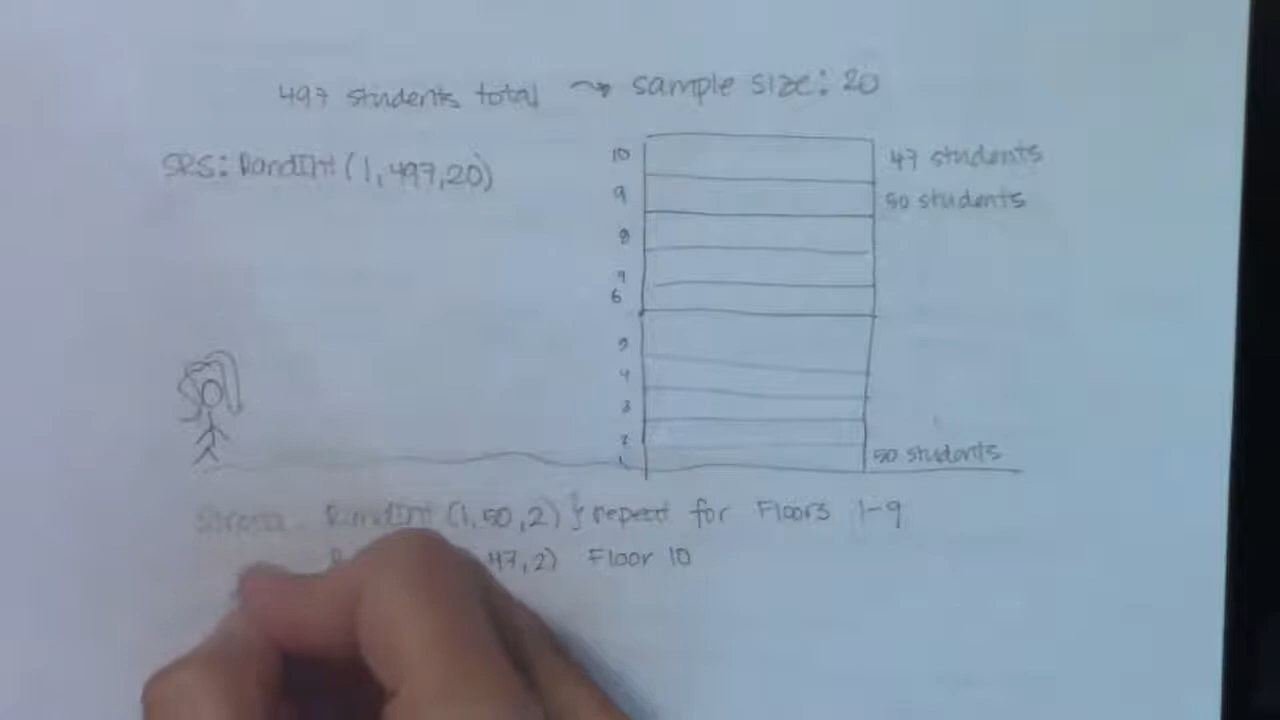 497 students total → sample size: 20
SRS: RandInt (1, 497, 20)
10 47 students
9 50 students
8
7
6
5
4
3
2
1 50 students
Strata: RandInt (1, 50, 2) } repeat for Floors 1-9
47, 2) Floor 10